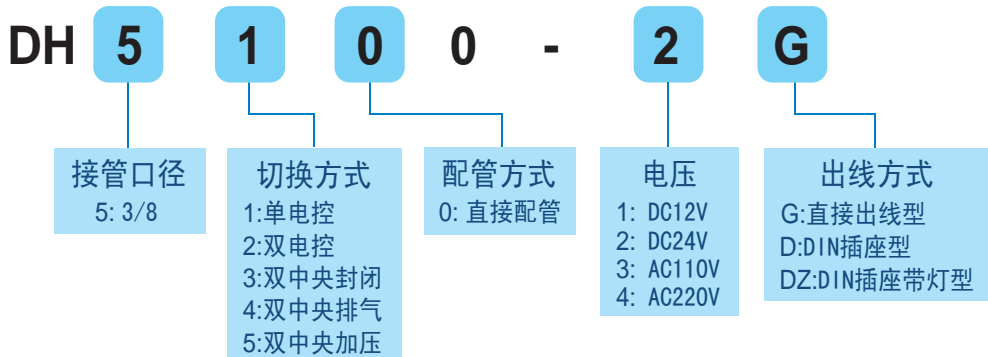 DH 5 1 0 0 - 2 G
接管口径
5: 3/8
切换方式
1:单电控
2:双电控
3:双中央封闭
4:双中央排气
5:双中央加压
配管方式
0: 直接配管
电压
1: DC12V
2: DC24V
3: AC110V
4: AC220V
出线方式
G:直接出线型
D:DIN插座型
DZ:DIN插座带灯型